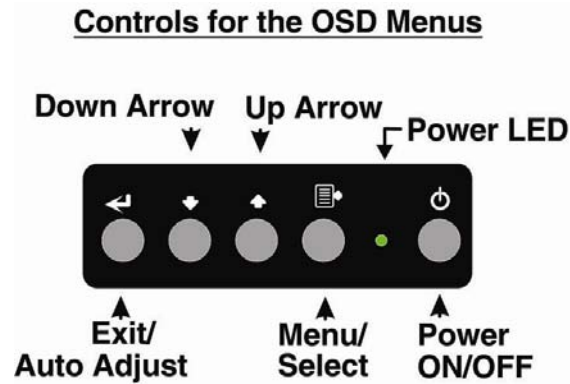 Controls for the OSD Menus
Down Arrow
Up Arrow
Power LED
Exit/
Auto Adjust
Menu/
Select
Power
ON/OFF